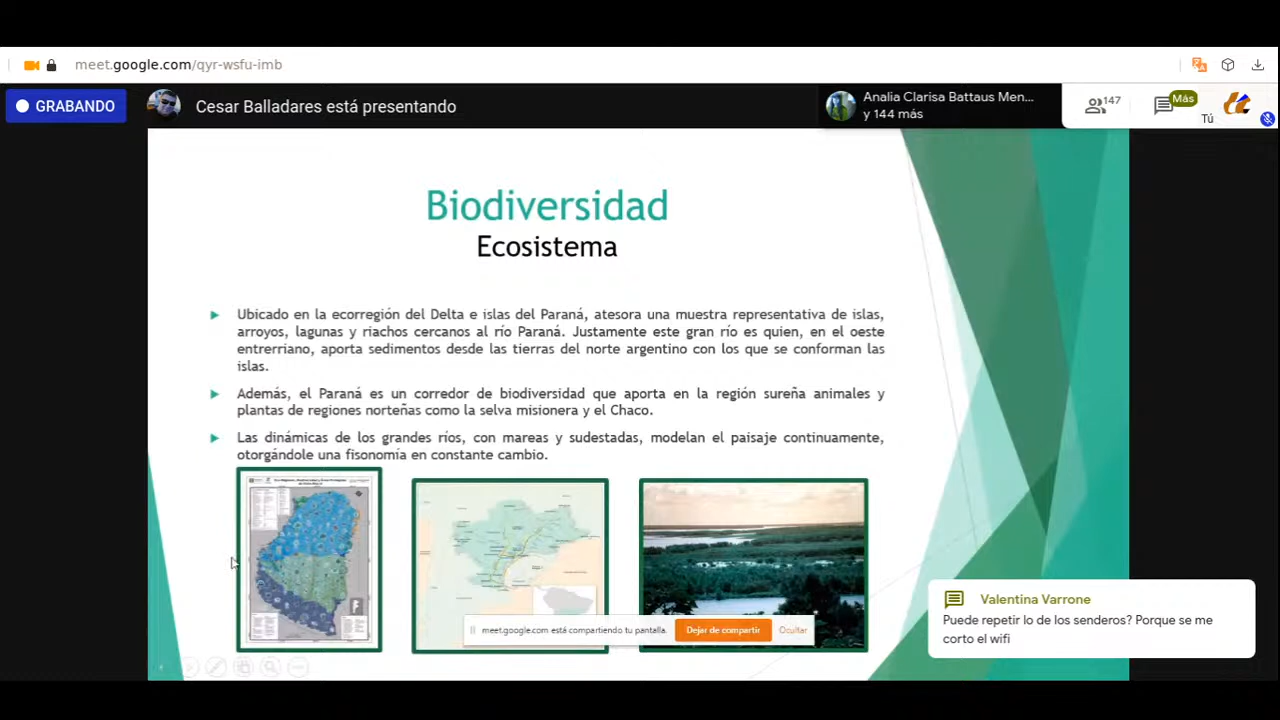 meet.google.com/qyr-wsfu-imb
GRABANDO
Cesar Balladares está presentando
Analia Clarisa Battaus Men...
y 144 más
147
Más
Tú
Biodiversidad
Ecosistema
Ubicado en la ecorregión del Delta e islas del Paraná, atesora una muestra representativa de islas,
arroyos, lagunas y riachos cercanos al río Paraná. Justamente este gran río es quien, en el oeste
entrerriano, aporta sedimentos desde las tierras del norte argentino con los que se conforman las
islas.
Además, el Paraná es un corredor de biodiversidad que aporta en la región sureña animales y
plantas de regiones norteñas como la selva misionera y el Chaco.
Las dinámicas de los grandes ríos, con mareas y sudestadas, modelan el paisaje continuamente,
otorgándole una fisonomía en constante cambio.
meet.google.com está compartiendo tu pantalla.
Dejar de compartir
Ocultar
Valentina Varrone
Puede repetir lo de los senderos? Porque se me
corto el wifi